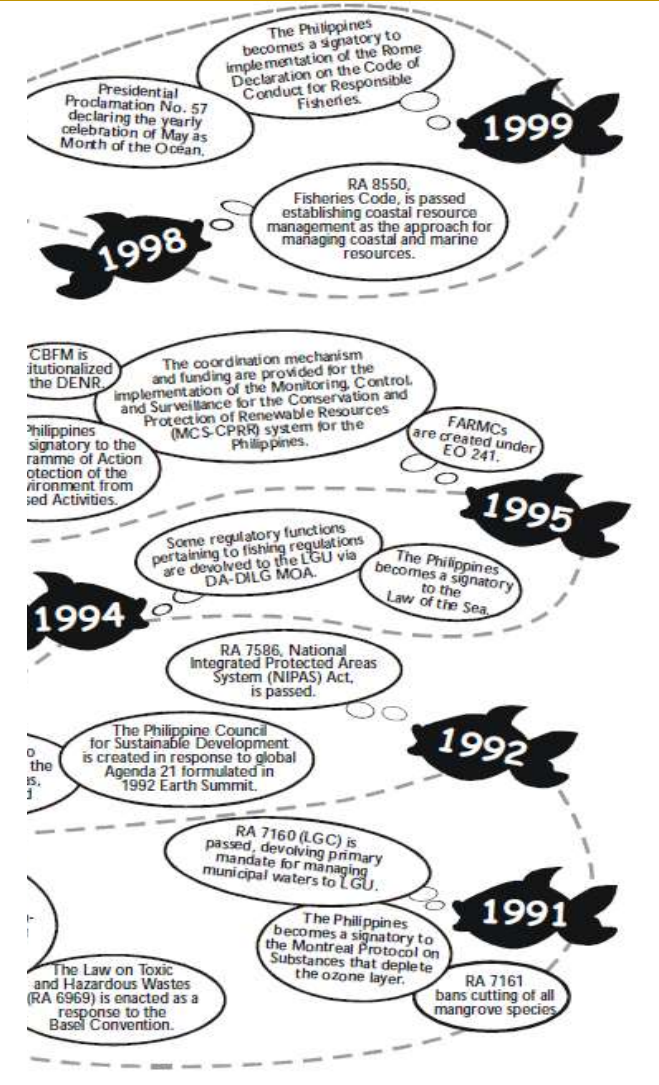 The Philippines
becomes a signatory to
implementation of the Rome
Declaration on the Code of
Conduct for Responsible
Fisheries.
Presidential
Proclamation No. 57
declaring the yearly
celebration of May as
Month of the Ocean.
1999
RA 8550,
Fisheries Code, is passed
establishing coastal resource
management as the approach for
managing coastal and marine
resources.
1998
CBFM is
itutionalized
the DENR.
The coordination mechanism
and funding are provided for the
implementation of the Monitoring, Control,
and Surveillance for the Conservation and
Protection of Renewable Resources
(MCS-CPRR) system for the
Philippines.
FARMCs
are created under
EO 241.
Philippines
signatory to the
ramme of Action
otection of the
vironment from
sed Activities.
1995
Some regulatory functions
pertaining to fishing regulations
are devolved to the LGU via
DA-DILG MOA.
The Philippines
becomes a signatory
to the
Law of the Sea.
1994
RA 7586, National
Integrated Protected Areas
System (NIPAS) Act,
is passed.
The Philippine Council
for Sustainable Development
is created in response to global
Agenda 21 formulated in
1992 Earth Summit.
o
the
as,
d
1992
RA 7160 (LGC) is
passed, devolving primary
mandate for managing
municipal waters to LGU.
1991
The Philippines
becomes a signatory to
the Montreal Protocol on
Substances that deplete
the ozone layer.
The Law on Toxic
and Hazardous Wastes
(RA 6969) is enacted as a
response to the
Basel Convention.
RA 7161
bans cutting of all
mangrove species